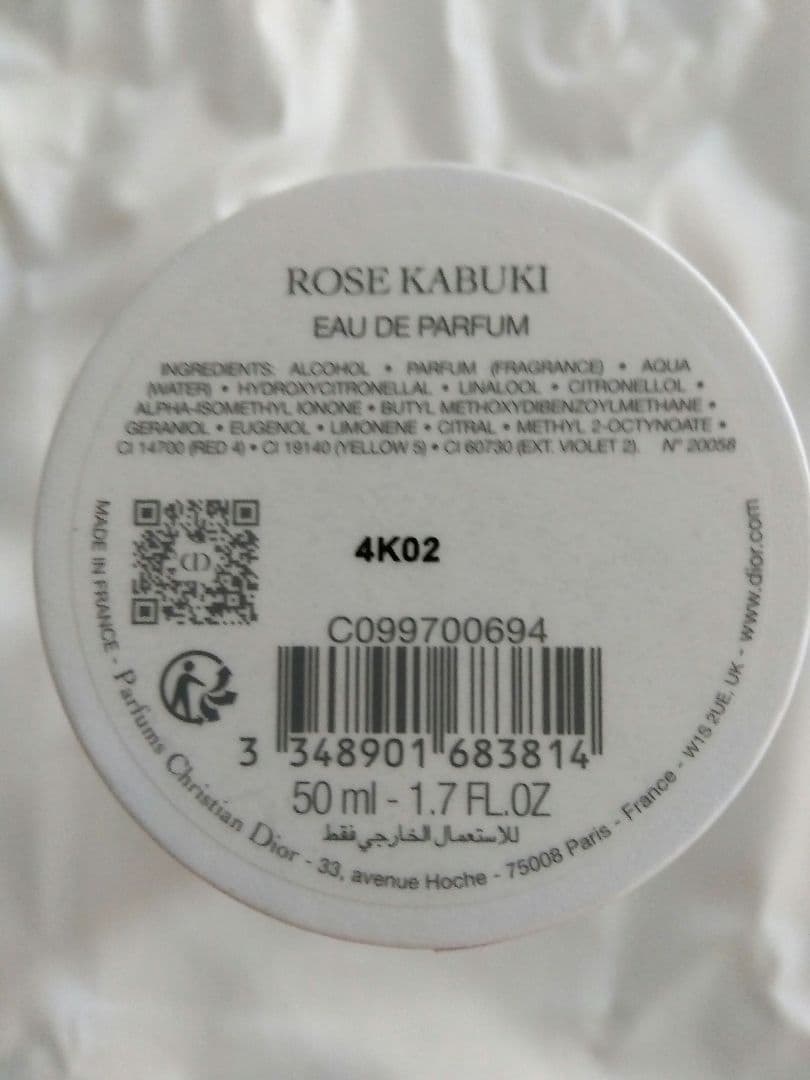 ROSE KABUKI
EAU DE PARFUM
INGREDIENTS: ALCOHOL • PARFUM (FRAGRANCE) • AQUA
(WATER) • HYDROXYCITRONELLAL • LINALOOL • CITRONELLOL •
ALPHA-ISOMETHYL IONONE • BUTYL METHOXYDIBENZOYLMETHANE •
GERANIOL • EUGENOL • LIMONENE • CITRAL • METHYL 2-OCTYNOATE •
CI 14700 (RED 4) • CI 19140 (YELLOW 5) • CI 60730 (EXT. VIOLET 2). N° 20058
CD
4K02
C099700694
3 348901 683814
50 ml - 1.7 FL.OZ
للاستعمال الخارجي فقط
MADE IN FRANCE - Parfums Christian Dior - 33, avenue Hoche - 75008 Paris - France - W1S 2UE, UK - www.dior.com